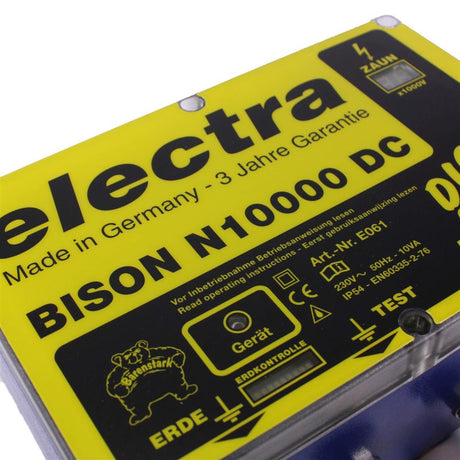 ZAUN
x1000V
electra
Made in Germany - 3 Jahre Garantie
BISON N10000 DC
Vor Inbetriebnahme Betriebsanweisung lesen
Read operating instructions - Eerst gebruiksaanwijzing lezen
Art.-Nr. E061
230V~ 50Hz - 10VA
IP54 - EN60335-2-76
Gerät
TEST
ERDKONTROLLE
ERDE
Bärenstark